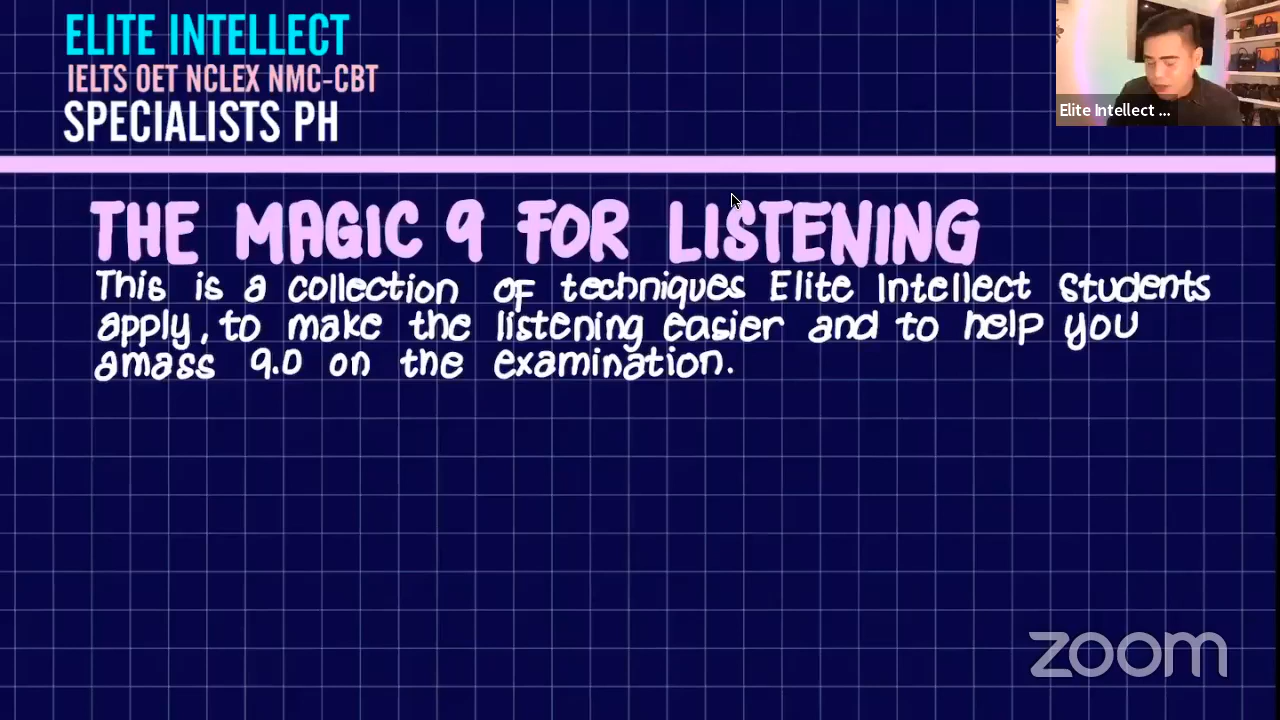 ELITE INTELLECT
IELTS OET NCLEX NMC-CBT
SPECIALISTS PH
Elite Intellect ...
THE MAGIC 9 FOR LISTENING
This is a collection of techniques Elite Intellect Students
apply, to make the listening easier and to help you
amass 9.0 on the examination.
zoom